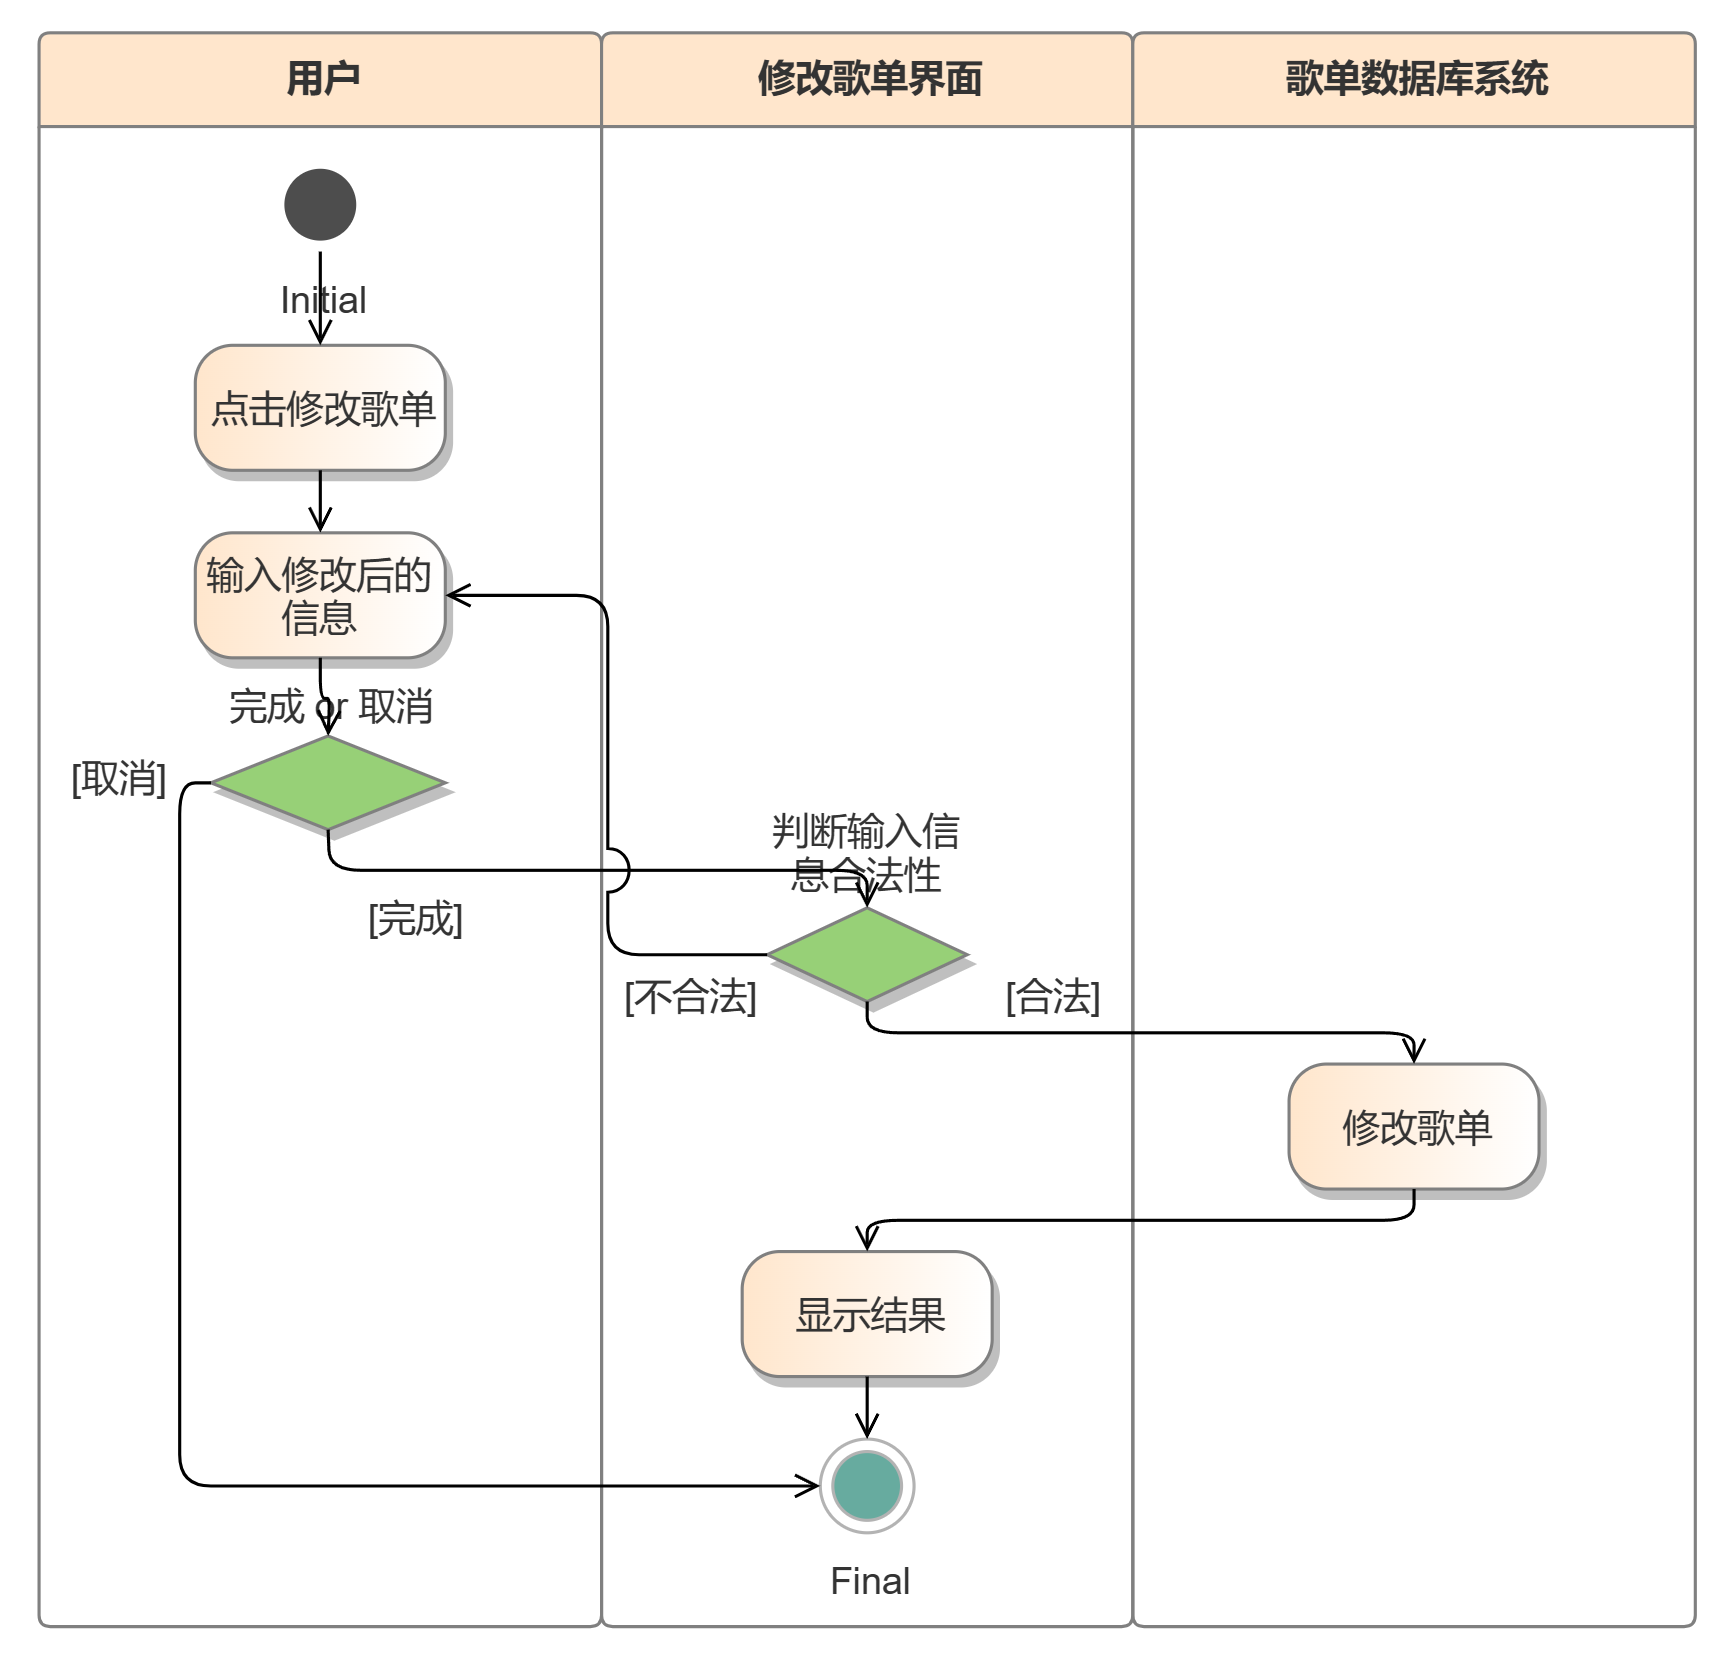 用户
修改歌单界面
歌单数据库系统
Initial
点击修改歌单
输入修改后的
信息
完成 or 取消
[取消]
判断输入信
息合法性
[完成]
[不合法]
[合法]
修改歌单
显示结果
Final